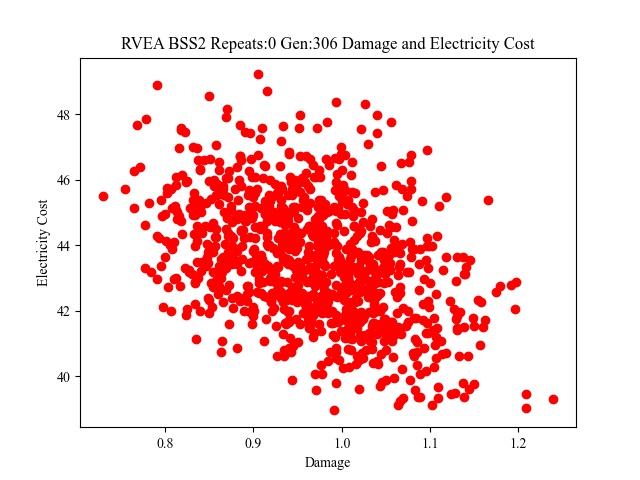 RVEA BSS2 Repeats:0 Gen:306 Damage and Electricity Cost
48
46
44
42
40
Electricity Cost
0.8 0.9 1.0 1.1 1.2
Damage